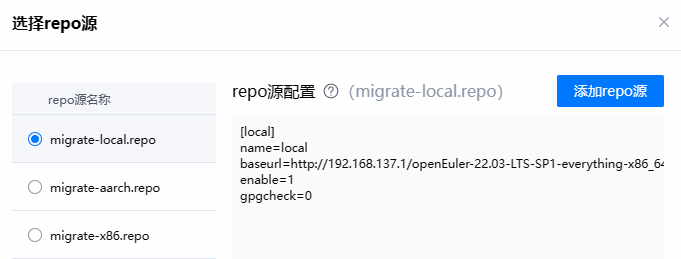 选择repo源
repo源名称
migrate-local.repo
migrate-aarch.repo
migrate-x86.repo
repo源配置 ? （migrate-local.repo）
添加repo源
[local]
name=local
baseurl=http://192.168.137.1/openEuler-22.03-LTS-SP1-everything-x86_64
enable=1
gpgcheck=0